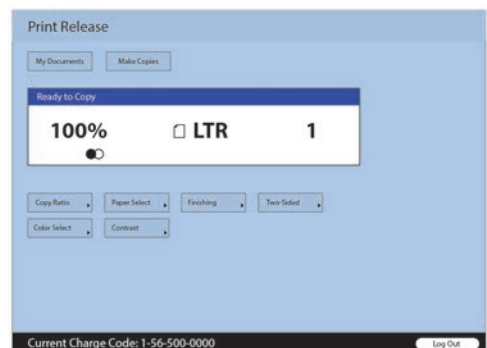 Print Release
My Documents Make Copies
Ready to Copy
100% LTR 1
Copy Ratio Paper Select Finishing Two-Sided
Color Select Contrast
Current Charge Code: 1-56-500-0000 Log Out